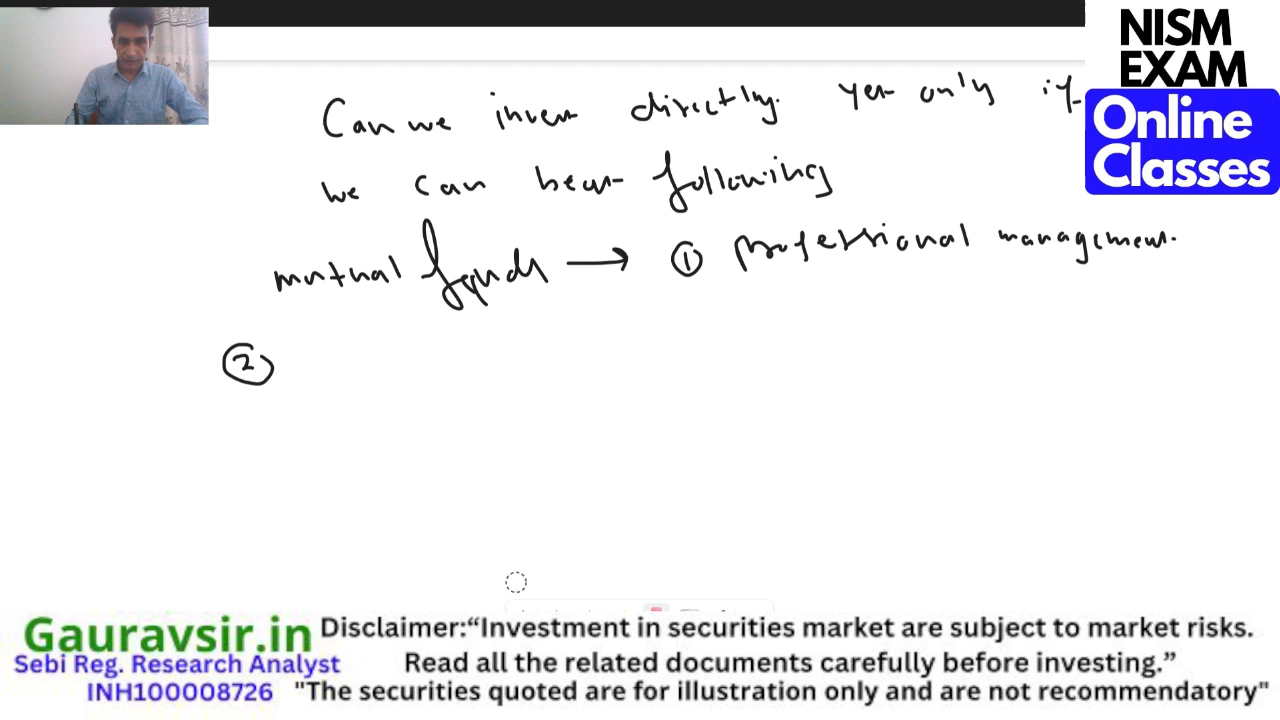 NISM
EXAM
Online
Classes
Can we inves directly. yes only if
we can bear following
mutual funds → ① professional management.
②
Gauravsir.in
Sebi Reg. Research Analyst
INH100008726
Disclaimer:“Investment in securities market are subject to market risks.
Read all the related documents carefully before investing.”
"The securities quoted are for illustration only and are not recommendatory"